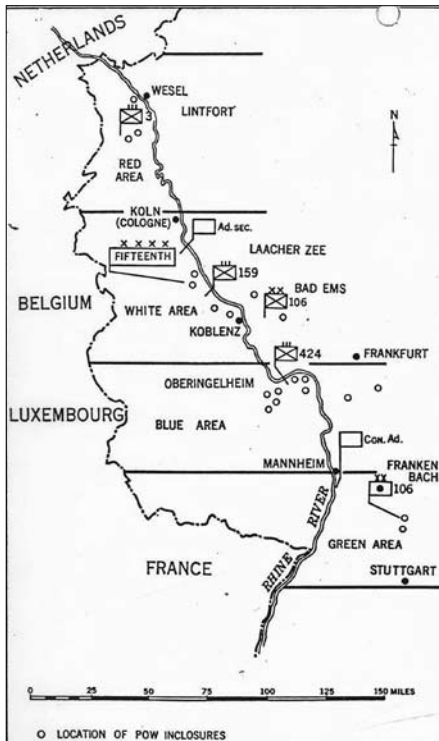 NETHERLANDS
WESEL
LINTFORT
3
N
RED
AREA
KOLN
(COLOGNE)
AD. SEC.
LAACHER ZEE
X X X X
FIFTEENTH
159
BAD EMS
XX
106
BELGIUM
WHITE AREA
KOBLENZ
424
FRANKFURT
OBERINGELHEIM
LUXEMBOURG
BLUE AREA
CON. AD.
MANNHEIM
FRANKEN
BACH
XX
106
RHINE RIVER
GREEN AREA
FRANCE
STUTTGART
0 25 50 75 100 125 150 MILES
O LOCATION OF POW INCLOSURES